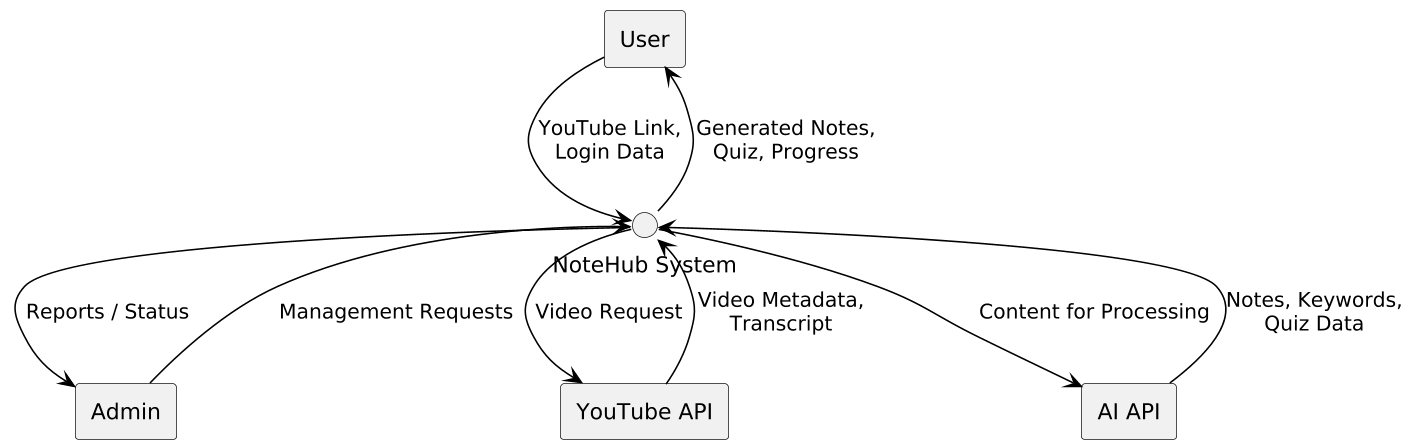 User
YouTube Link,
Login Data
Generated Notes,
Quiz, Progress
NoteHub System
Reports / Status
Management Requests
Video Request
Video Metadata,
Transcript
Content for Processing
Notes, Keywords,
Quiz Data
Admin
YouTube API
AI API